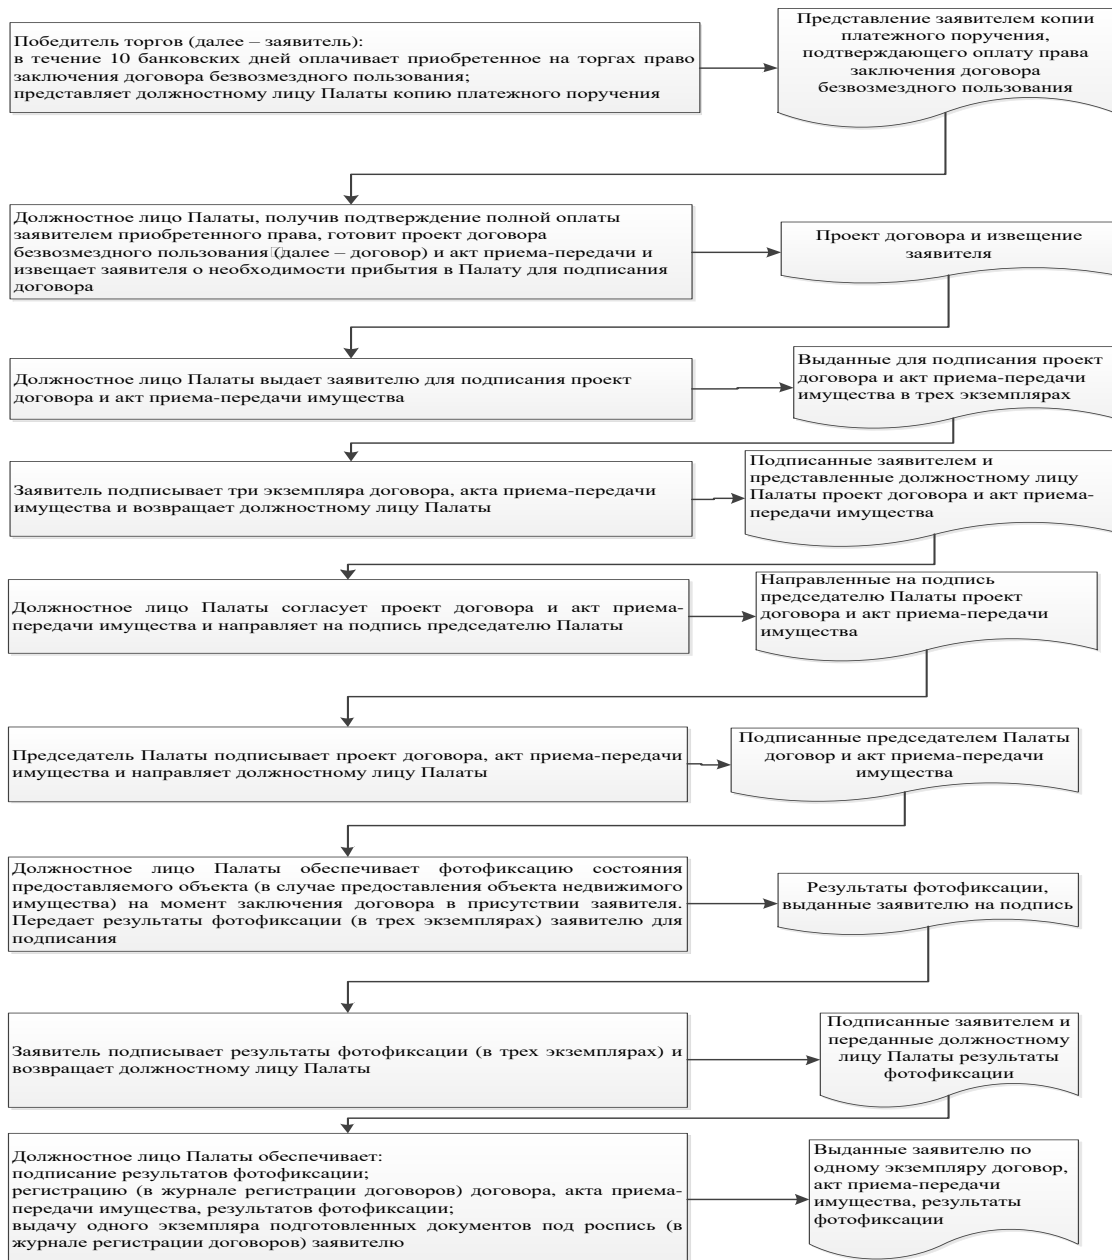 Победитель торгов (далее – заявитель):
в течение 10 банковских дней оплачивает приобретенное на торгах право
заключения договора безвозмездного пользования;
представляет должностному лицу Палаты копию платежного поручения
Представление заявителем копии
платежного поручения,
подтверждающего оплату права
заключения договора
безвозмездного пользования
Должностное лицо Палаты, получив подтверждение полной оплаты
заявителем приобретенного права, готовит проект договора
безвозмездного пользования (далее – договор) и акт приема-передачи и
извещает заявителя о необходимости прибытия в Палату для подписания
договора
Проект договора и извещение
заявителя
Должностное лицо Палаты выдает заявителю для подписания проект
договора и акт приема-передачи имущества
Выданные для подписания проект
договора и акт приема-передачи
имущества в трех экземплярах
Заявитель подписывает три экземпляра договора, акта приема-передачи
имущества и возвращает должностному лицу Палаты
Подписанные заявителем и
представленные должностному лицу
Палаты проект договора и акт приема-
передачи имущества
Должностное лицо Палаты согласует проект договора и акт приема-
передачи имущества и направляет на подпись председателю Палаты
Направленные на подпись
председателю Палаты проект
договора и акт приема-передачи
имущества
Председатель Палаты подписывает проект договора, акт приема-передачи
имущества и направляет должностному лицу Палаты
Подписанные председателем Палаты
договор и акт приема-передачи
имущества
Должностное лицо Палаты обеспечивает фотофиксацию состояния
предоставляемого объекта (в случае предоставления объекта недвижимого
имущества) на момент заключения договора в присутствии заявителя.
Передает результаты фотофиксации (в трех экземплярах) заявителю для
подписания
Результаты фотофиксации,
выданные заявителю на подпись
Заявитель подписывает результаты фотофиксации (в трех экземплярах) и
возвращает должностному лицу Палаты
Подписанные заявителем и
переданные должностному
лицу Палаты результаты
фотофиксации
Должностное лицо Палаты обеспечивает:
подписание результатов фотофиксации;
регистрацию (в журнале регистрации договоров) договора, акта приема-
передачи имущества, результатов фотофиксации;
выдачу одного экземпляра подготовленных документов под роспись (в
журнале регистрации договоров) заявителю
Выданные заявителю по
одному экземпляру договор,
акт приема-передачи
имущества, результаты
фотофиксации